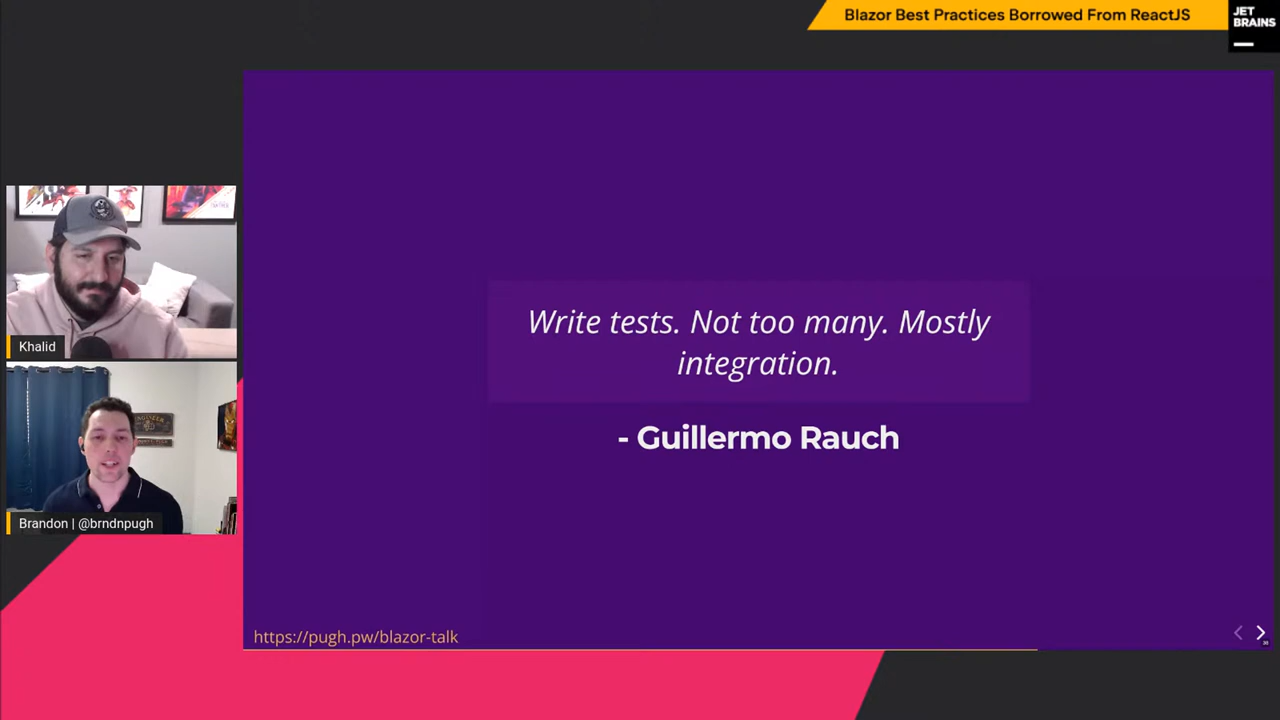 Blazor Best Practices Borrowed From ReactJS
JET
BRAINS
Write tests. Not too many. Mostly
integration.
- Guillermo Rauch
Khalid
Brandon | @brndnpugh
https://pugh.pw/blazor-talk